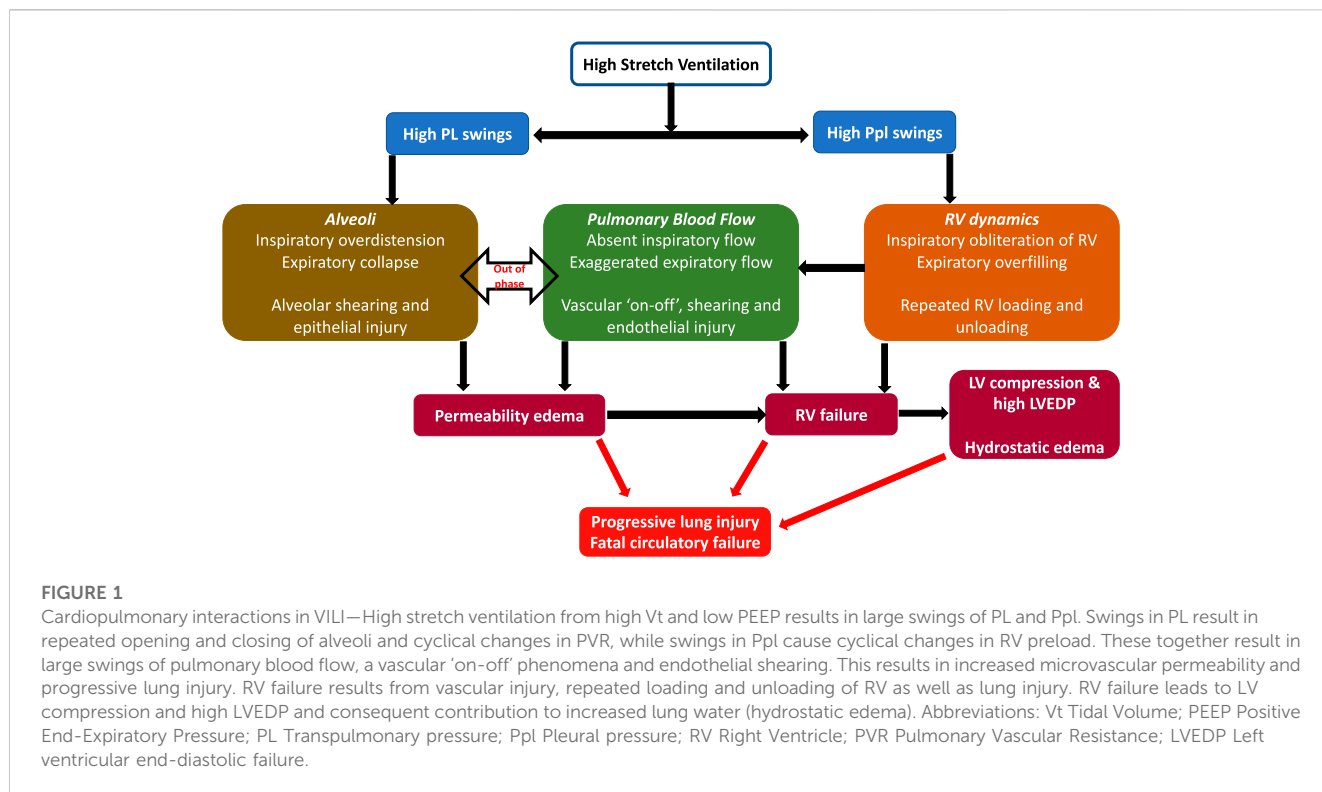 High Stretch Ventilation
High PL swings
High Ppl swings
Alveoli
Inspiratory overdistension
Expiratory collapse
Alveolar shearing and
epithelial injury
Out of
phase
Pulmonary Blood Flow
Absent inspiratory flow
Exaggerated expiratory flow
Vascular ‘on-off’, shearing and
endothelial injury
RV dynamics
Inspiratory obliteration of RV
Expiratory overfilling
Repeated RV loading and
unloading
Permeability edema
RV failure
LV compression &
high LVEDP
Hydrostatic edema
Progressive lung injury
Fatal circulatory failure
FIGURE 1
Cardiopulmonary interactions in VILI—High stretch ventilation from high Vt and low PEEP results in large swings of PL and Ppl. Swings in PL result in
repeated opening and closing of alveoli and cyclical changes in PVR, while swings in Ppl cause cyclical changes in RV preload. These together result in
large swings of pulmonary blood flow, a vascular ‘on-off’ phenomena and endothelial shearing. This results in increased microvascular permeability and
progressive lung injury. RV failure results from vascular injury, repeated loading and unloading of RV as well as lung injury. RV failure leads to LV
compression and high LVEDP and consequent contribution to increased lung water (hydrostatic edema). Abbreviations: Vt Tidal Volume; PEEP Positive
End-Expiratory Pressure; PL Transpulmonary pressure; Ppl Pleural pressure; RV Right Ventricle; PVR Pulmonary Vascular Resistance; LVEDP Left
ventricular end-diastolic failure.